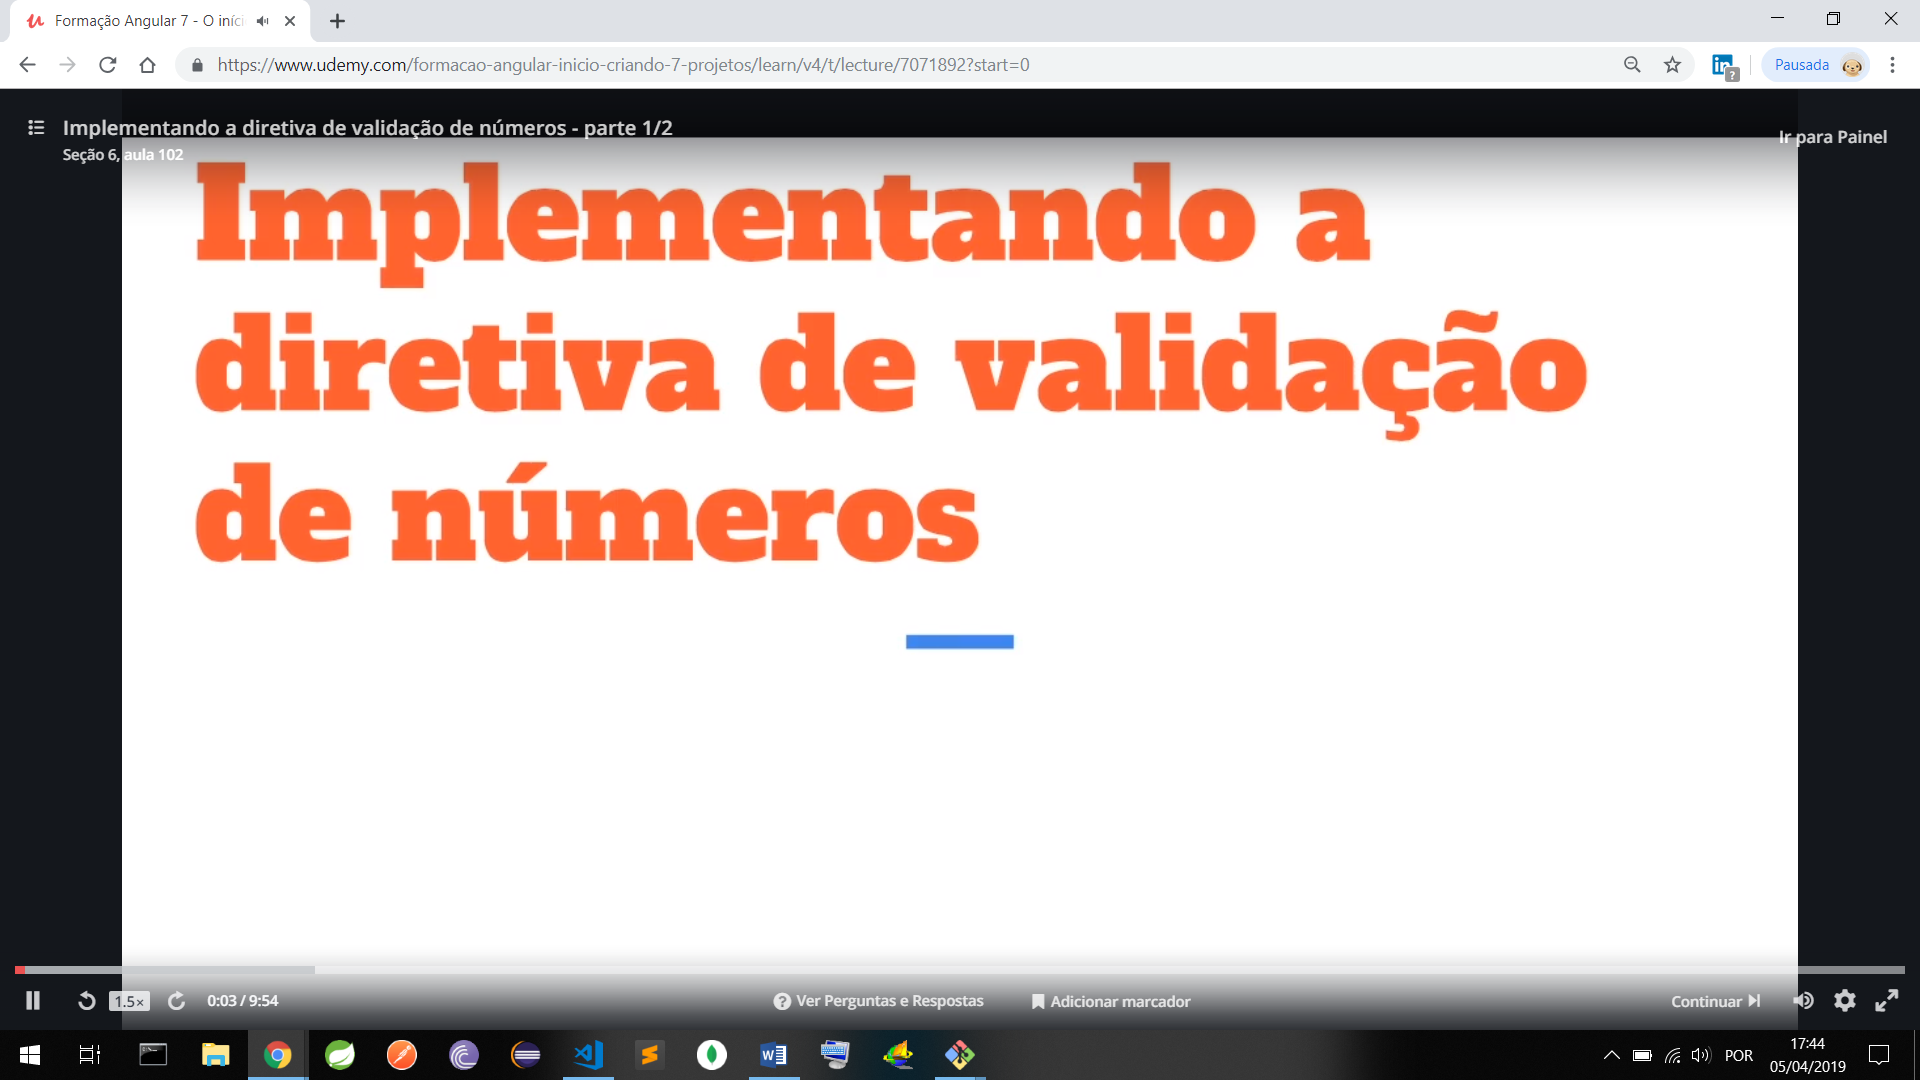 Formação Angular 7 - O iníci
https://www.udemy.com/formacao-angular-inicio-criando-7-projetos/learn/v4/t/lecture/7071892?start=0
Pausada
Implementando a diretiva de validação de números - parte 1/2
Seção 6, aula 102
Ir para Painel
Implementando a
diretiva de validação
de números
1.5×
0:03 / 9:54
Ver Perguntas e Respostas
Adicionar marcador
Continuar
POR
17:44
05/04/2019